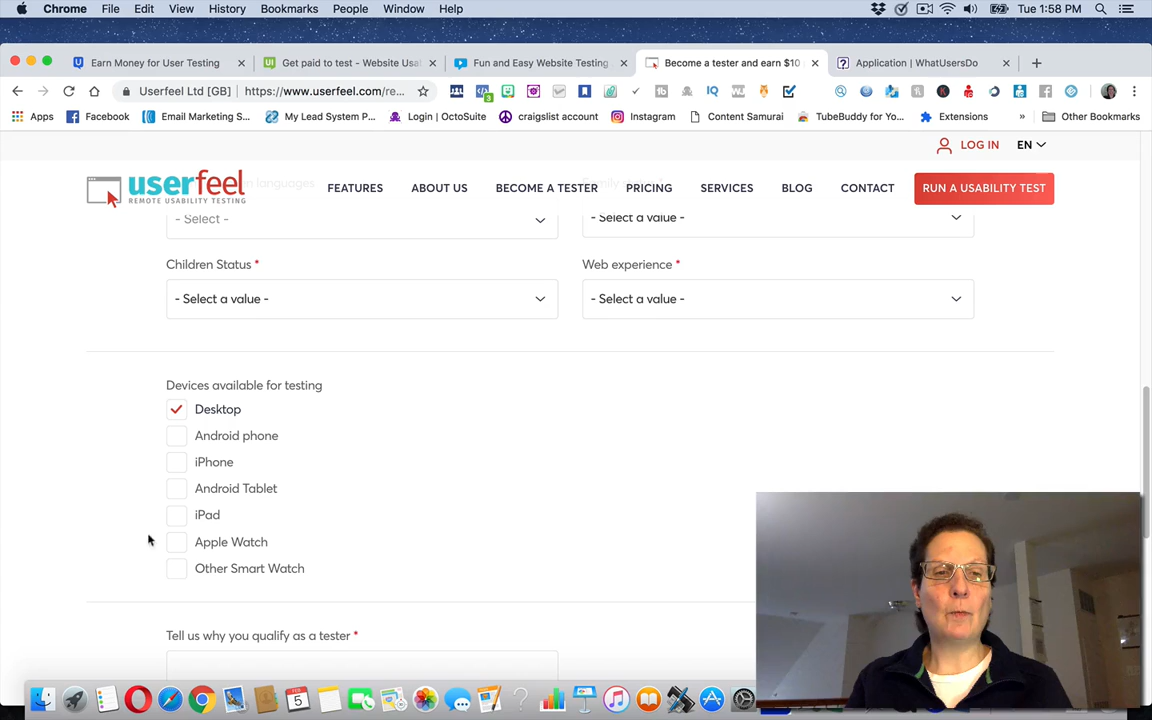 Chrome File Edit View History Bookmarks People Window Help Tue 1:58 PM
Earn Money for User Testing Get paid to test - Website Usa Fun and Easy Website Testing Become a tester and earn $10 Application | WhatUsersDo
Userfeel Ltd [GB] https://www.userfeel.com/re...
Apps Facebook Email Marketing S... My Lead System P... Login | OctoSuite craigslist account Instagram Content Samurai TubeBuddy for Yo... Extensions » Other Bookmarks
LOG IN EN
userfeel FEATURES ABOUT US BECOME A TESTER PRICING SERVICES BLOG CONTACT RUN A USABILITY TEST
REMOTE USABILITY TESTING
- Select - - Select a value -
Children Status * Web experience *
- Select a value - - Select a value -
Devices available for testing
Desktop
Android phone
iPhone
Android Tablet
iPad
Apple Watch
Other Smart Watch
Tell us why you qualify as a tester *